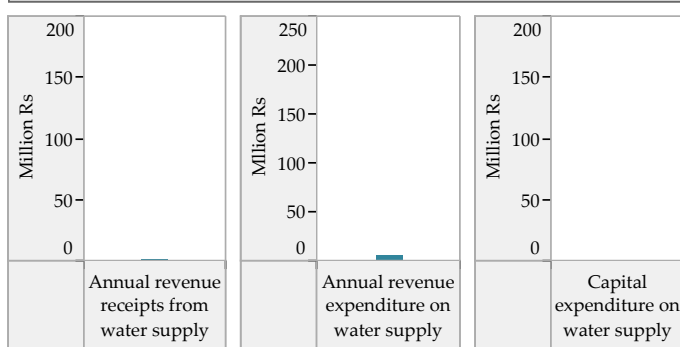 200
150
100
50
0
Million Rs
Annual revenue
receipts from
water supply
250
200
150
100
50
0
MIlion Rs
Annual revenue
expenditure on
water supply
200
150
100
50
0
Million Rs
Capital
expenditure on
water supply